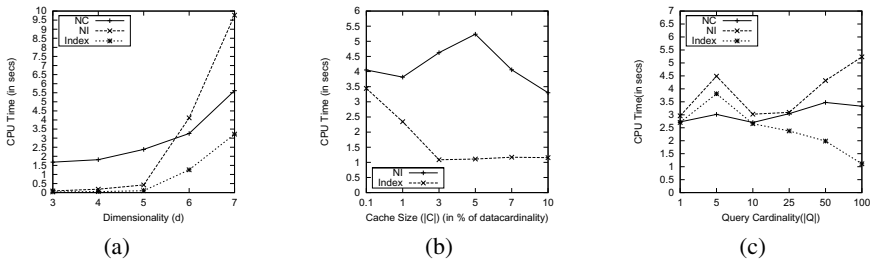 10
9.5
9
8.5
8
7.5
7
6.5
6
5.5
5
4.5
4
3.5
3
2.5
2
1.5
1
0.5
0
3 4 5 6 7
CPU Time (in secs)
Dimensionality (d)
NC
NI
Index
(a)
6
5.5
5
4.5
4
3.5
3
2.5
2
1.5
1
0.5
0
0.1 1 3 5 7 10
CPU Time (in secs)
Cache Size (|C|) (in % of datacardinality)
NI
Index
(b)
7
6.5
6
5.5
5
4.5
4
3.5
3
2.5
2
1.5
1
0.5
0
1 5 10 25 50 100
CPU Time(in secs)
Query Cardinality(|Q|)
NC
NI
Index
(c)